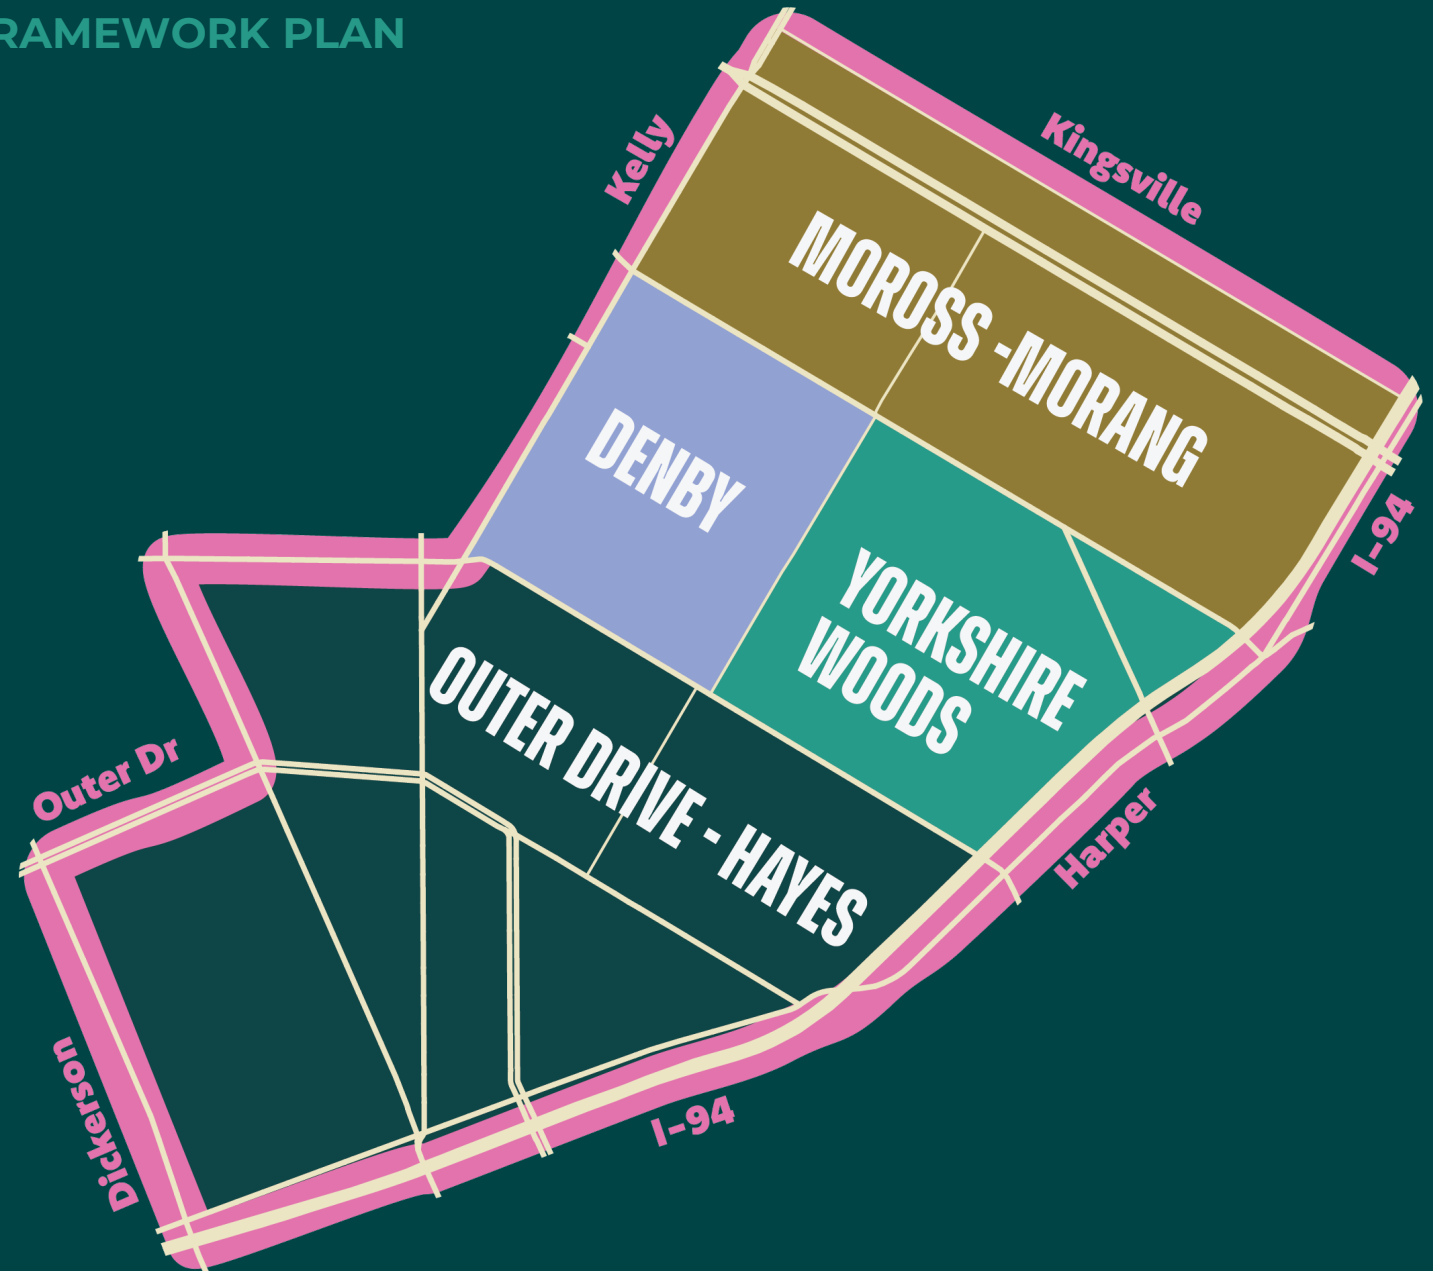 RAMEWORK PLAN
Kelly
Kingsville
MOROSS -MORANG
DENBY
I-94
YORKSHIRE
WOODS
OUTER DRIVE - HAYES
Outer Dr
Harper
Dickerson
I-94